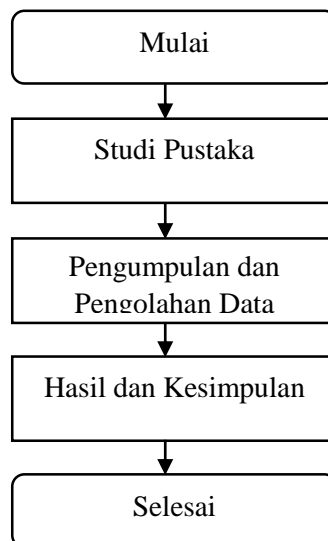 Mulai
Studi Pustaka
Pengumpulan dan
Pengolahan Data
Hasil dan Kesimpulan
Selesai